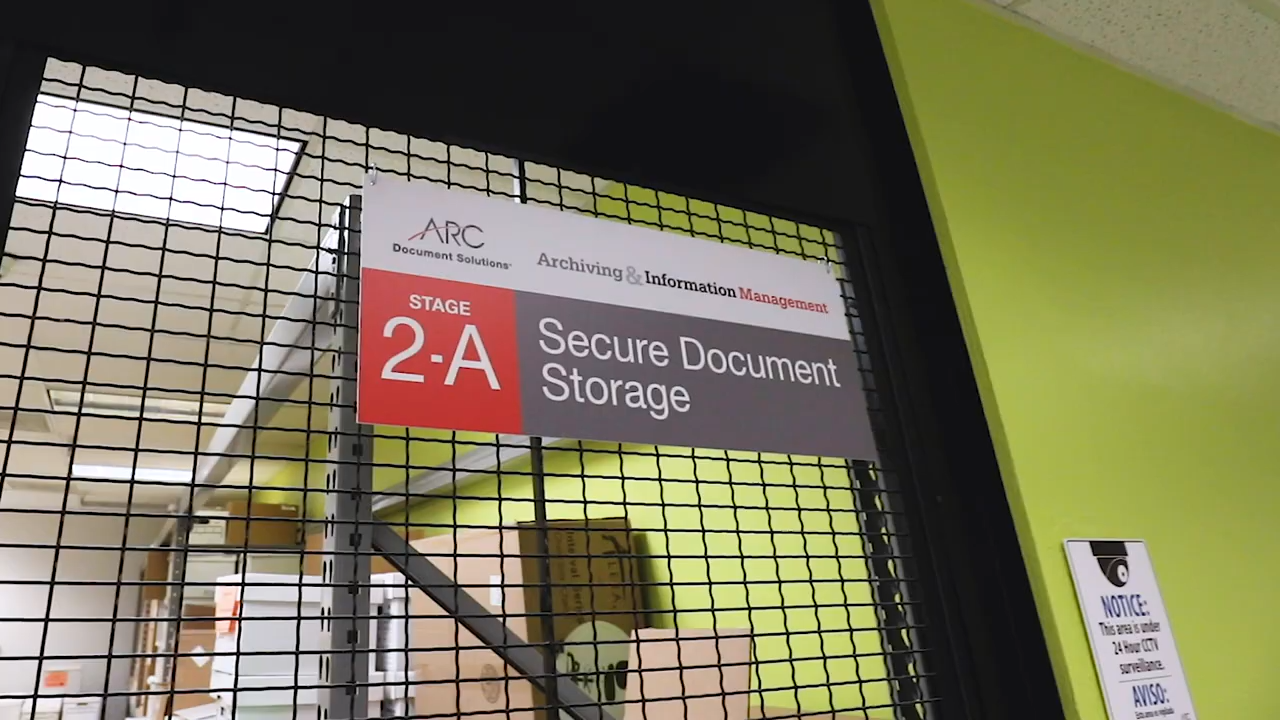 ARC
Document Solutions
Archiving & Information Management
STAGE
2-A
Secure Document
Storage
NOTICE:
This area is under
24 Hour CCTV
surveillance.
AVISO: